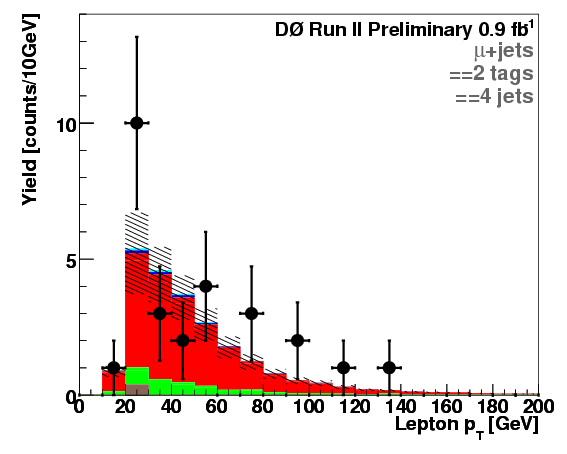 DØ Run II Preliminary 0.9 fb-1
μ+jets
==2 tags
==4 jets
Yield [counts/10GeV]
10
5
0
0 20 40 60 80 100 120 140 160 180 200
Lepton pT [GeV]